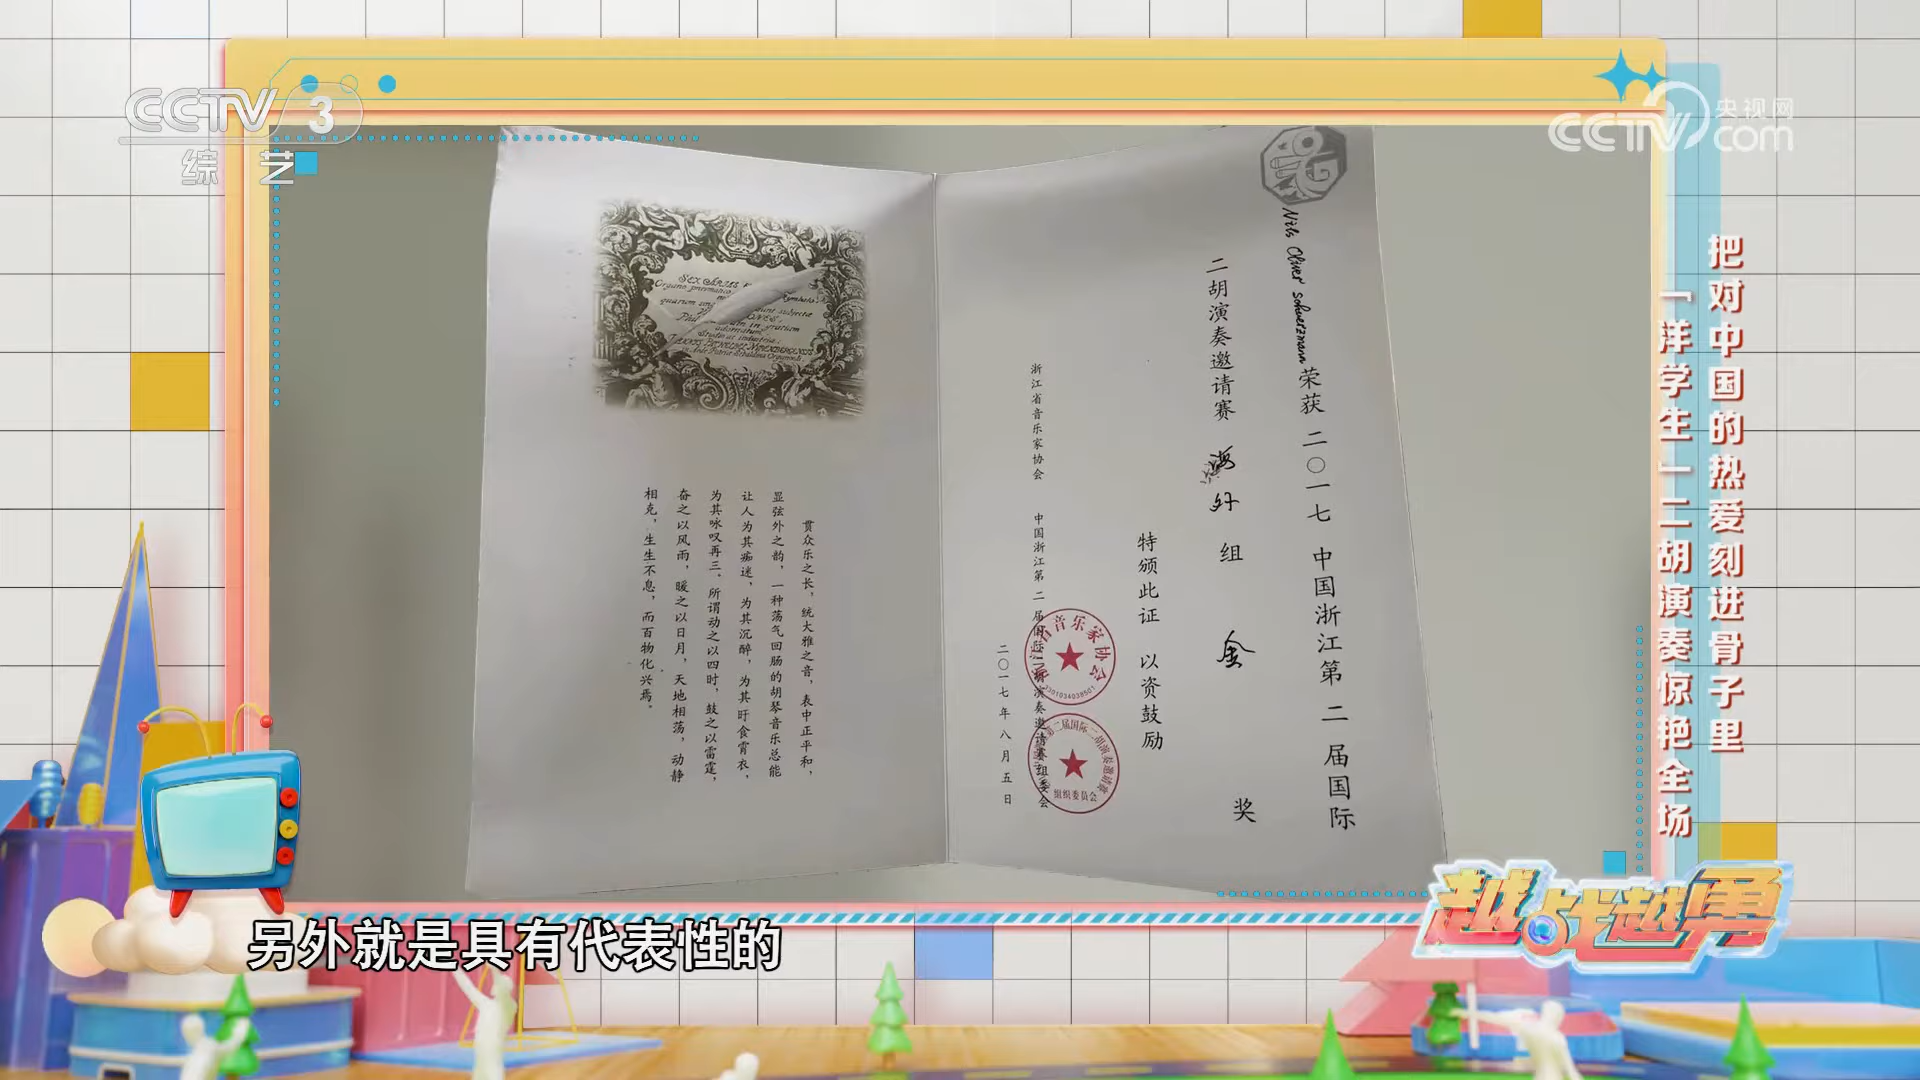 CCTV 3
综艺
央视网
CCTV.com
把对中国的热爱刻进骨子里
「洋学生」二胡演奏惊艳全场
Nils Oliver Schwerzmann 荣获 二〇一七 中国浙江第 二 届国际
二胡演奏邀请赛 海外 组 金 奖
特颁此证 以资鼓励
浙江省音乐家协会 中国浙江第 二 届国际二胡演奏邀请赛组委会
二〇一七年八月五日
组织委员会
贯众乐之长，统大雅之音，表中正平和，
显弦外之韵，一种荡气回肠的胡琴音乐总能
让人为其痴迷，为其沉醉，为其旰食宵衣，
为其咏叹再三。所谓动之以四时，鼓之以雷霆，
奋之以风雨，暖之以日月，天地相荡，动静
相克，生生不息，而百物化兴焉。
另外就是具有代表性的
越战越勇